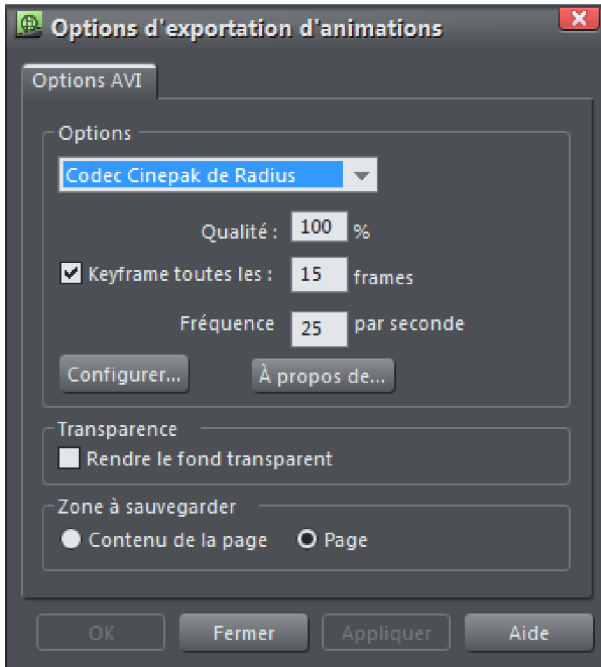 Options d'exportation d'animations
Options AVI
Options
Codec Cinepak de Radius
Qualité : 100 %
Keyframe toutes les : 15 frames
Fréquence 25 par seconde
Configurer... À propos de...
Transparence
Rendre le fond transparent
Zone à sauvegarder
Contenu de la page Page
OK Fermer Appliquer Aide